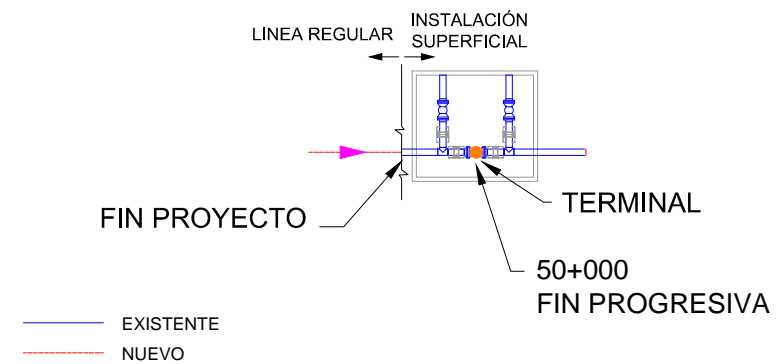 LINEA REGULAR
INSTALACIÓN
SUPERFICIAL
FIN PROYECTO
TERMINAL
50+000
FIN PROGRESIVA
EXISTENTE
NUEVO